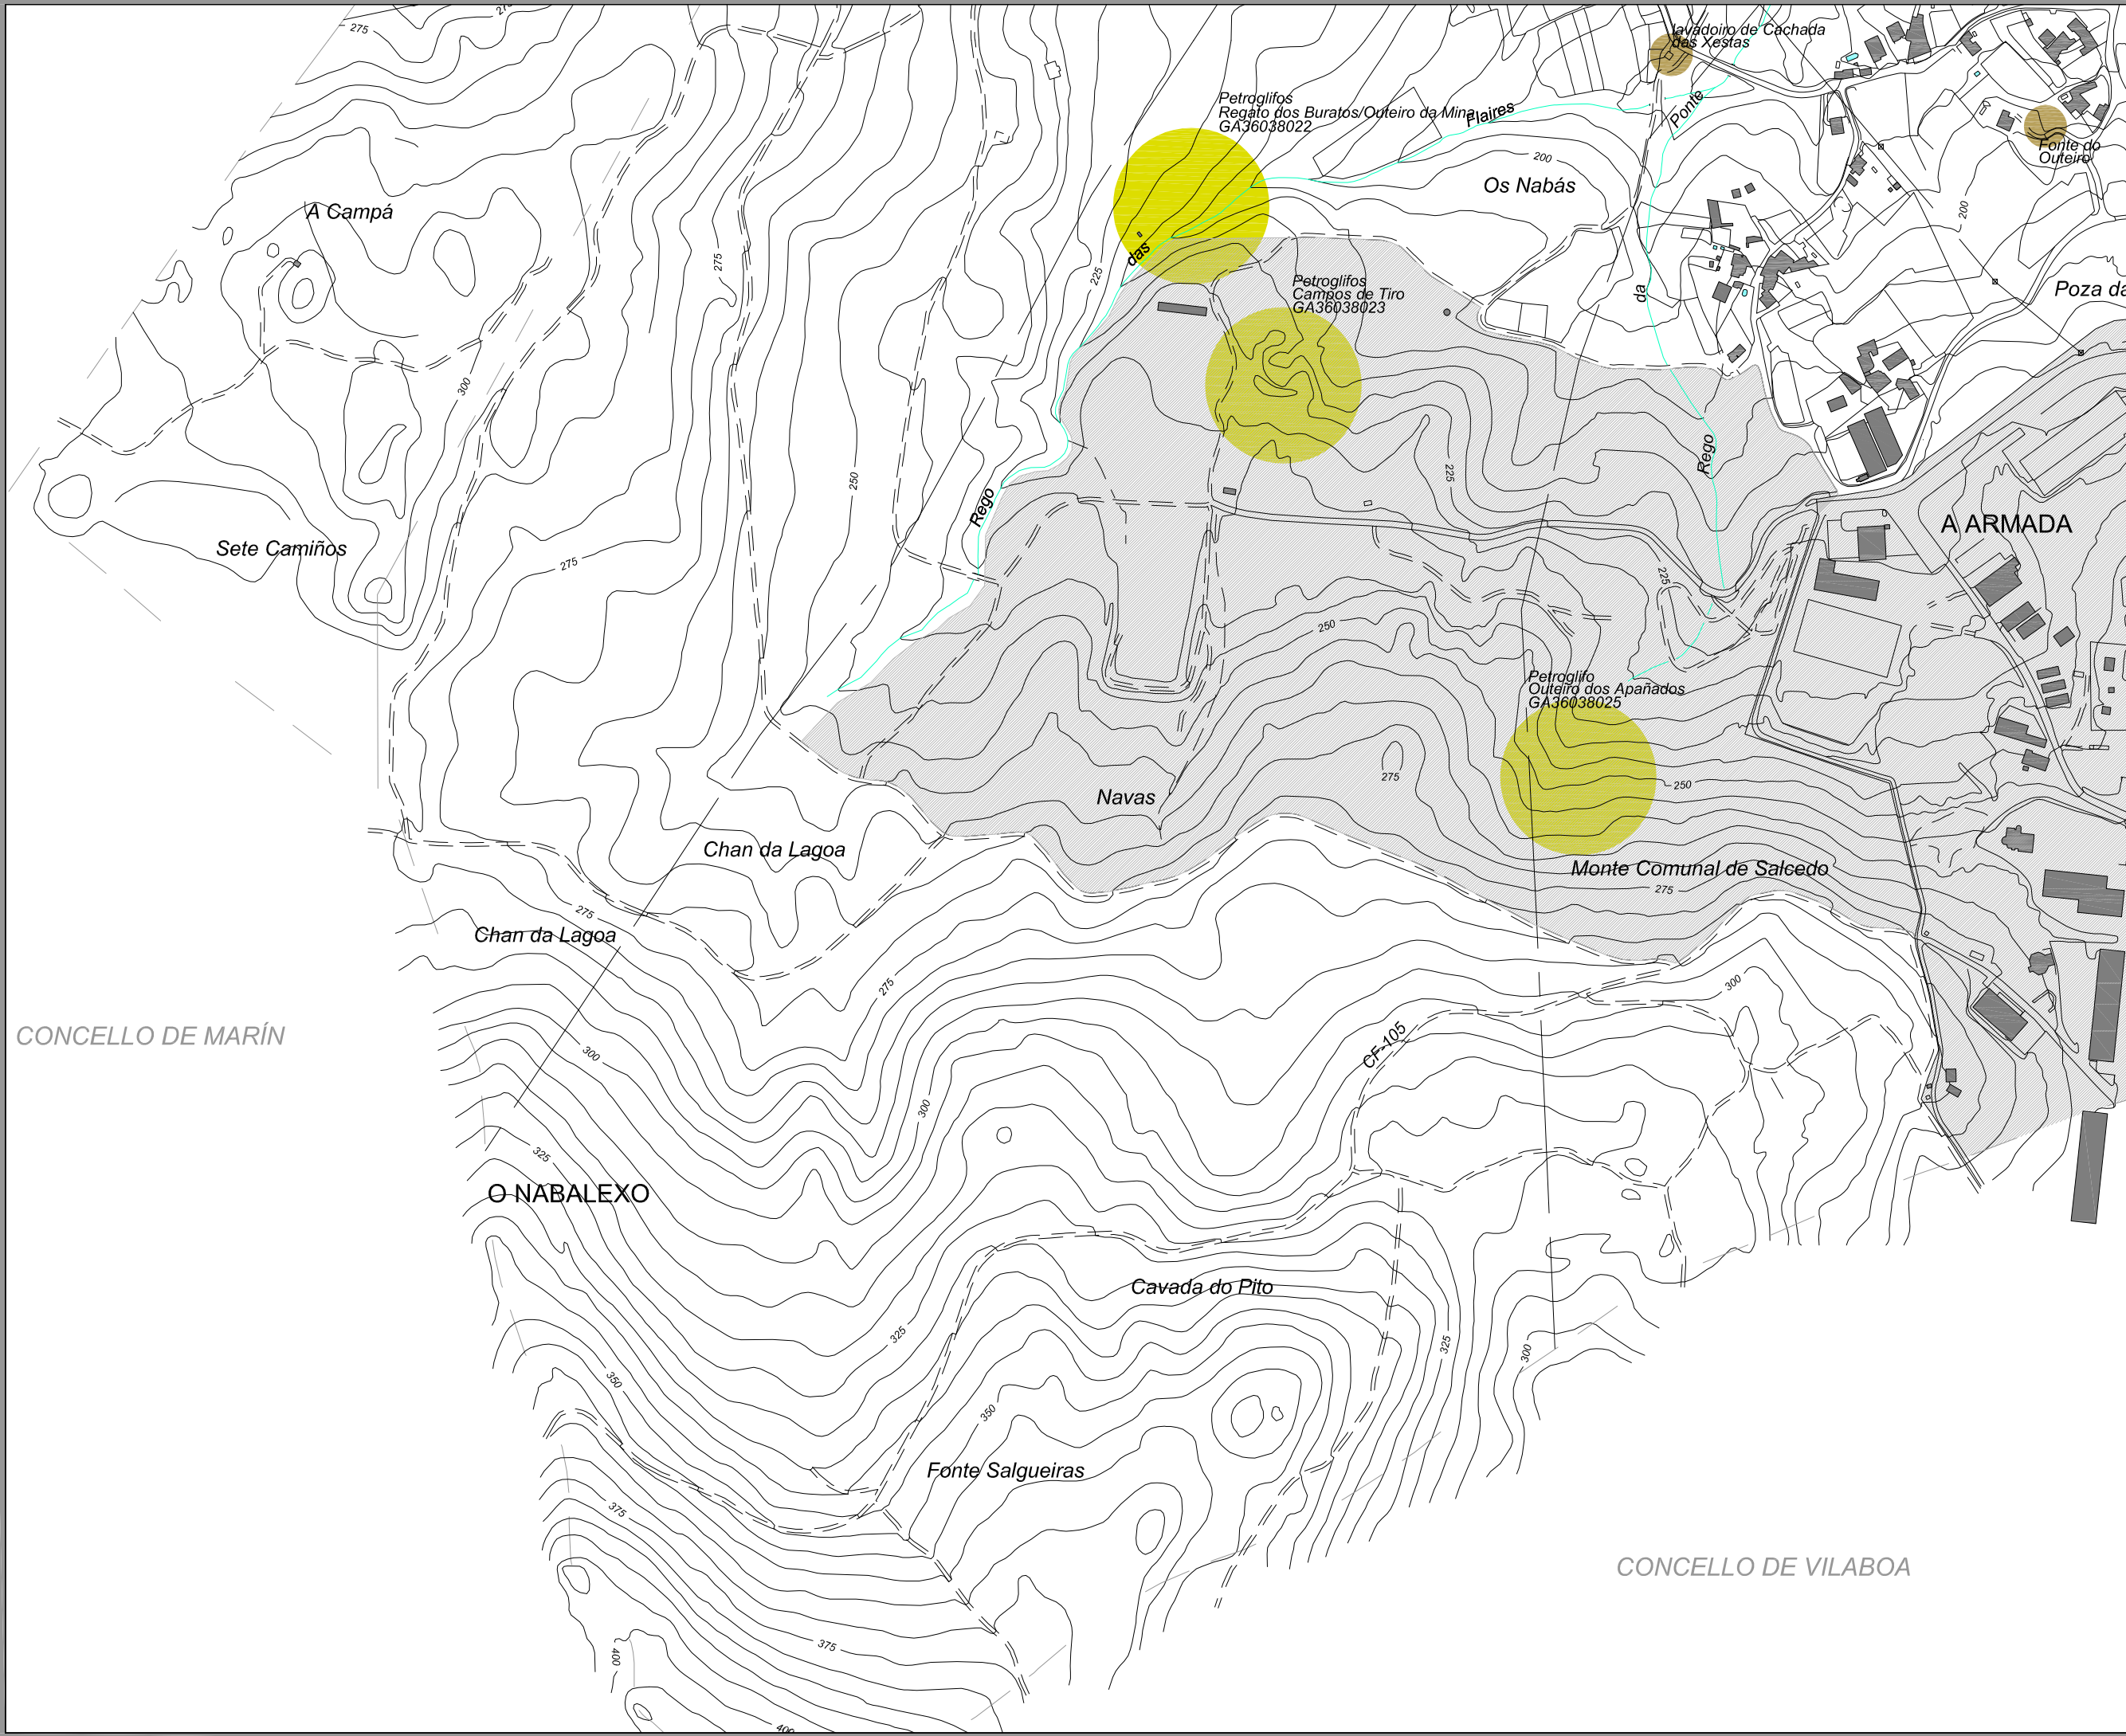 275
275
lavadoiro de Cachada
das Xestas
Petroglifos
Regato dos Buratos/Outeiro da Mina
GA36038022
Flaires
Ponte
Fonte do
Outeiro
200
Os Nabás
A Campá
200
das
275
225
Petroglifos
Campos de Tiro
GA36038023
da
Poza da
300
Rego
225
250
Rego
A ARMADA
Sete Camiños
275
225
250
Petroglifo
Outeiro dos Apañados
GA36038025
275
250
Navas
Chan da Lagoa
Monte Comunal de Salcedo
275
275
Chan da Lagoa
275
300
CONCELLO DE MARÍN
CF-105
300
300
325
O NABALEXO
Cavada do Pito
325
325
300
350
350
Fonte Salgueiras
375
CONCELLO DE VILABOA
375
400
400